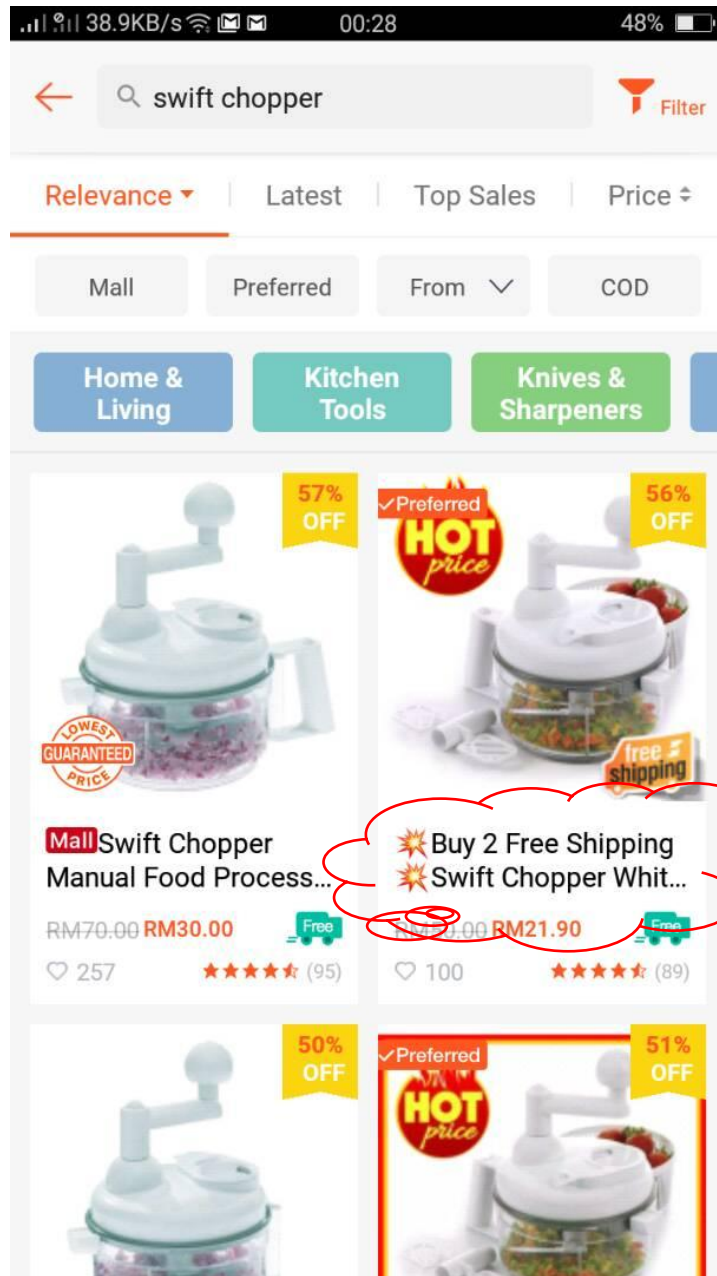 38.9KB/s
00:28
48%
swift chopper
Filter
Relevance
Latest
Top Sales
Price
Mall
Preferred
From
COD
Home &
Living
Kitchen
Tools
Knives &
Sharpeners
57%
OFF
LOWEST
GUARANTEED
PRICE
Mall Swift Chopper
Manual Food Process...
RM70.00 RM30.00
Free
257
(95)
Preferred
HOT
price
56%
OFF
free
shipping
💥Buy 2 Free Shipping
💥Swift Chopper Whit...
RM50.00 RM21.90
Free
100
(89)
50%
OFF
Preferred
HOT
price
51%
OFF